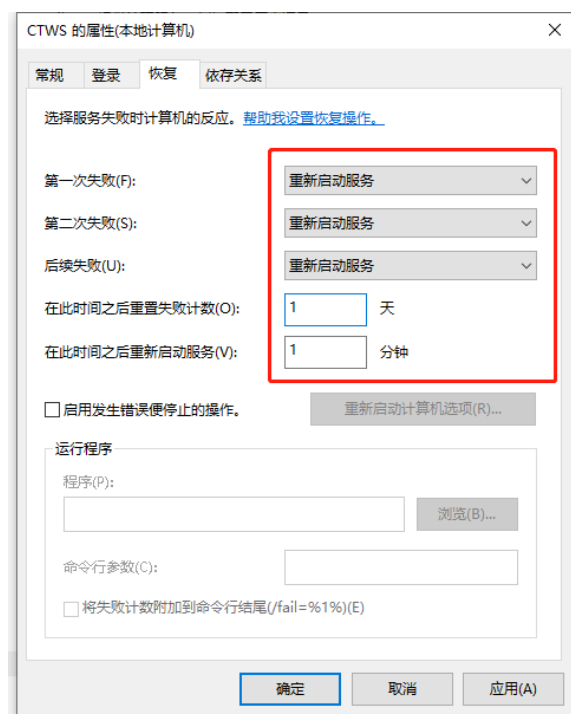 CTWS 的属性(本地计算机)
常规 登录 恢复 依存关系
选择服务失败时计算机的反应。帮助我设置恢复操作。
第一次失败(F): 重新启动服务
第二次失败(S): 重新启动服务
后续失败(U): 重新启动服务
在此时间之后重置失败计数(O): 1 天
在此时间之后重新启动服务(V): 1 分钟
启用发生错误便停止的操作。 重新启动计算机选项(R)...
运行程序
程序(P):
浏览(B)...
命令行参数(C):
将失败计数附加到命令行结尾(/fail=%1%)(E)
确定 取消 应用(A)